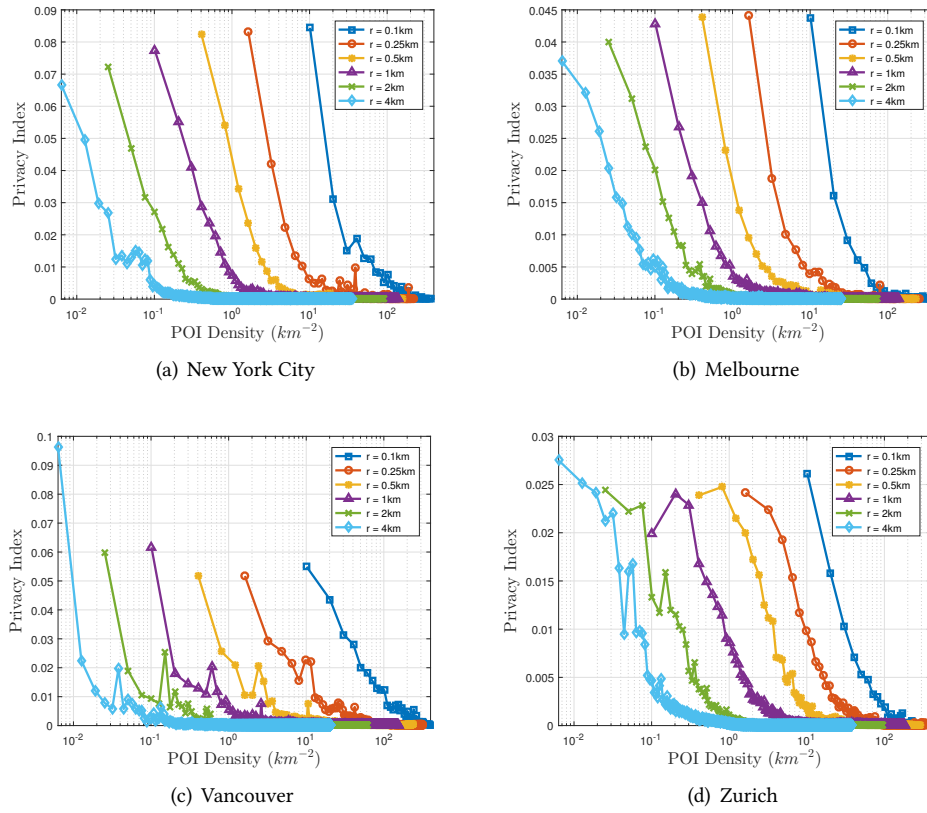 0.09
0.08
0.07
0.06
0.05
0.04
0.03
0.02
0.01
0
Privacy Index
r = 0.1km
r = 0.25km
r = 0.5km
r = 1km
r = 2km
r = 4km
10^-2 10^-1 10^0 10^1 10^2
POI Density (km^-2)
(a) New York City
0.045
0.04
0.035
0.03
0.025
0.02
0.015
0.01
0.005
0
Privacy Index
r = 0.1km
r = 0.25km
r = 0.5km
r = 1km
r = 2km
r = 4km
10^-2 10^-1 10^0 10^1 10^2
POI Density (km^-2)
(b) Melbourne
0.1
0.09
0.08
0.07
0.06
0.05
0.04
0.03
0.02
0.01
0
Privacy Index
r = 0.1km
r = 0.25km
r = 0.5km
r = 1km
r = 2km
r = 4km
10^-2 10^-1 10^0 10^1 10^2
POI Density (km^-2)
(c) Vancouver
0.03
0.025
0.02
0.015
0.01
0.005
0
Privacy Index
r = 0.1km
r = 0.25km
r = 0.5km
r = 1km
r = 2km
r = 4km
10^-2 10^-1 10^0 10^1 10^2
POI Density (km^-2)
(d) Zurich